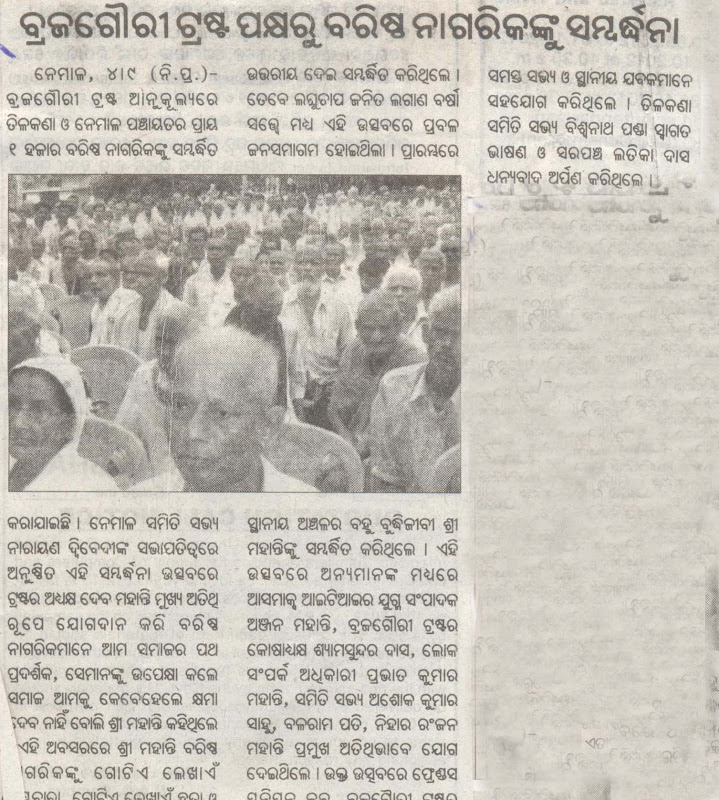 ବ୍ରଜଗୌରୀ ଟ୍ରଷ୍ଟ ପକ୍ଷରୁ ବରିଷ୍ଠ ନାଗରିକଙ୍କୁ ସମ୍ବର୍ଦ୍ଧନା
ନେମାଳ, ୪।୯ (ନି.ପ୍ର.)–
ବ୍ରଜଗୌରୀ ଟ୍ରଷ୍ଟ ଆନୁକୂଲ୍ୟରେ
ତିଳକଣା ଓ ନେମାଳ ପଞ୍ଚାୟତର ପ୍ରାୟ
୧ ହଜାର ବରିଷ୍ଠ ନାଗରିକଙ୍କୁ ସମ୍ବର୍ଦ୍ଧିତ
କରାଯାଇଛି । ନେମାଳ ସମିତି ସଭ୍ୟ
ନାରାୟଣ ଦ୍ବିବେଦୀଙ୍କ ସଭାପତିତ୍ବରେ
ଅନୁଷ୍ଠିତ ଏହି ସମ୍ବର୍ଦ୍ଧନା ଉତ୍ସବରେ
ଟ୍ରଷ୍ଟର ଅଧ୍ୟକ୍ଷ ଦେବ ମହାନ୍ତି ମୁଖ୍ୟ ଅତିଥି
ରୂପେ ଯୋଗଦାନ କରି ବରିଷ୍ଠ
ନାଗରିକମାନେ ଆମ ସମାଜର ପଥ
ପ୍ରଦର୍ଶକ, ସେମାନଙ୍କୁ ଉପେକ୍ଷା କଲେ
ସମାଜ ଆମକୁ କେବେହେଲେ କ୍ଷମା
ଦେବ ନାହିଁ ବୋଲି ଶ୍ରୀ ମହାନ୍ତି କହିଥିଲେ
ଏହି ଅବସରରେ ଶ୍ରୀ ମହାନ୍ତି ବରିଷ୍ଠ
ନାଗରିକଙ୍କୁ ଗୋଟିଏ ଲେଖାଏଁ
ଗୋଟିଏ ଲେଖାଏଁ ଛତା ଓ
ଉତ୍ତରୀୟ ଦେଇ ସମ୍ବର୍ଦ୍ଧିତ କରିଥିଲେ ।
ତେବେ ଲଘୁଚାପ ଜନିତ ଲଗାଣ ବର୍ଷା
ସତ୍ତ୍ୱେ ମଧ୍ୟ ଏହି ଉତ୍ସବରେ ପ୍ରବଳ
ଜନସମାଗମ ହୋଇଥିଲା । ପ୍ରାରମ୍ଭରେ
ସ୍ଥାନୀୟ ଅଞ୍ଚଳର ବହୁ ବୁଦ୍ଧିଜୀବୀ ଶ୍ରୀ
ମହାନ୍ତିଙ୍କୁ ସମ୍ବର୍ଦ୍ଧିତ କରିଥିଲେ । ଏହି
ଉତ୍ସବରେ ଅନ୍ୟମାନଙ୍କ ମଧ୍ୟରେ
ଆସମାକୁ ଆଇଟିଆଇର ଯୁଗ୍ମ ସଂପାଦକ
ଅଞ୍ଜନ ମହାନ୍ତି, ବ୍ରଜଗୌରୀ ଟ୍ରଷ୍ଟର
କୋଷାଧ୍ୟକ୍ଷ ଶ୍ୟାମସୁନ୍ଦର ଦାସ, ଲୋକ
ସଂପର୍କ ଅଧିକାରୀ ପ୍ରଭାତ କୁମାର
ମହାନ୍ତି, ସମିତି ସଭ୍ୟ ଅଶୋକ କୁମାର
ସାହୁ, ବଳରାମ ପତି, ନିହାର ରଂଜନ
ମହାନ୍ତି ପ୍ରମୁଖ ଅତିଥିଭାବେ ଯୋଗ
ଦେଇଥିଲେ । ଉକ୍ତ ଉତ୍ସବରେ ଫ୍ରେଣ୍ଡସ
ବ୍ରଜଗୌରୀ ଟ୍ରଷ୍ଟର
ସମସ୍ତ ସଭ୍ୟ ଓ ସ୍ଥାନୀୟ ଯୁବକମାନେ
ସହଯୋଗ କରିଥିଲେ । ତିଳକଣା
ସମିତି ସଭ୍ୟ ବିଶ୍ୱନାଥ ପଣ୍ଡା ସ୍ୱାଗତ
ଭାଷଣ ଓ ସରପଞ୍ଚ ଲତିକା ଦାସ
ଧନ୍ୟବାଦ ଅର୍ପଣ କରିଥିଲେ ।